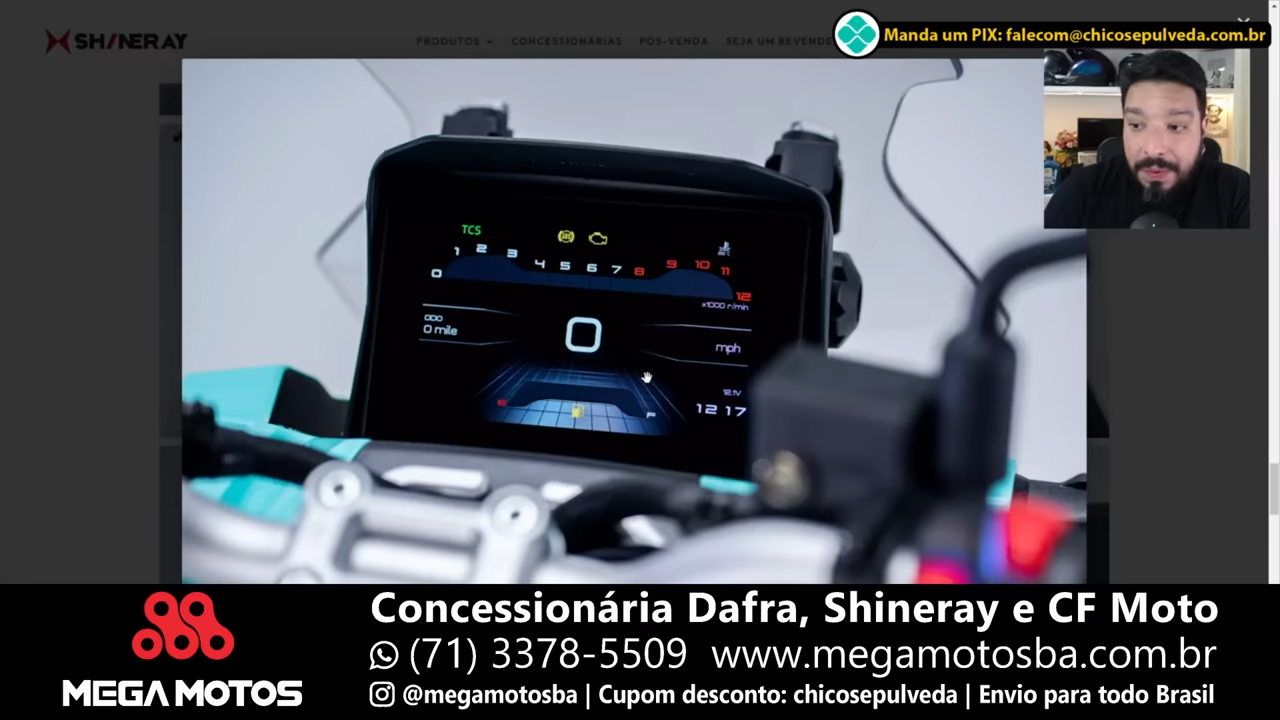 SHINERAY
PRODUTOS CONCESSIONÁRIAS PÓS-VENDA SEJA UM REVENDE
Manda um PIX: falecom@chicosepulveda.com.br
TCS
0 1 2 3 4 5 6 7 8 9 10 11 12
x1000 r/min
ODO
0 mile
0
mph
E F
12.1V
12 17
Concessionária Dafra, Shineray e CF Moto
(71) 3378-5509 www.megamotosba.com.br
MEGA MOTOS
@megamotosba | Cupom desconto: chicosepulveda | Envio para todo Brasil